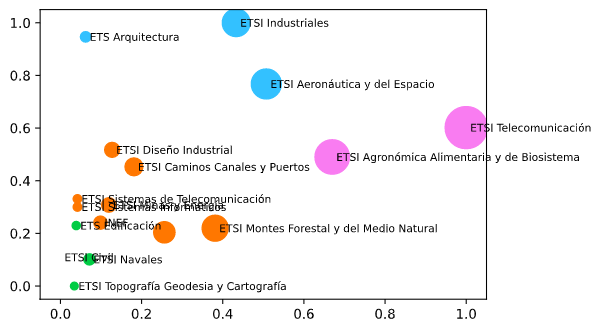 1.0
0.8
0.6
0.4
0.2
0.0
ETSI Industriales
ETS Arquitectura
ETSI Aeronáutica y del Espacio
ETSI Telecomunicación
ETSI Diseño Industrial
ETSI Agronómica Alimentaria y de Biosistema
ETSI Caminos Canales y Puertos
ETSI Sistemas de Telecomunicación
ETSI Minas y Energía
ETSI Sistemas Informáticos
INEF
ETS Edificación
ETSI Montes Forestal y del Medio Natural
ETSI Civil
ETSI Navales
ETSI Topografía Geodesia y Cartografía
0.0 0.2 0.4 0.6 0.8 1.0